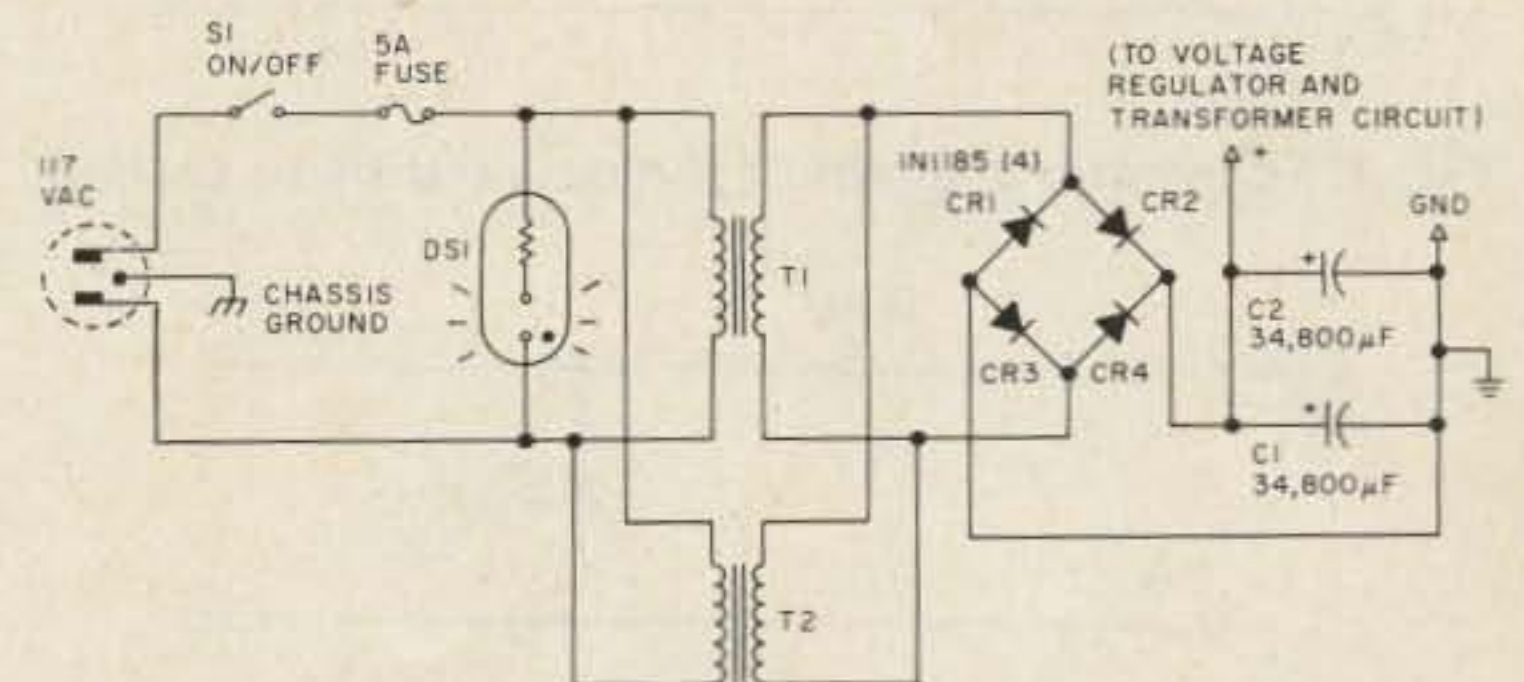 S1
ON/OFF
5A
FUSE
(TO VOLTAGE
REGULATOR AND
TRANSFORMER CIRCUIT)
+
117
VAC
1N1185 (4)
CR1
CR2
GND
DS1
CHASSIS
GROUND
T1
+
C2
34,800µF
CR3
CR4
+
C1
34,800µF
T2